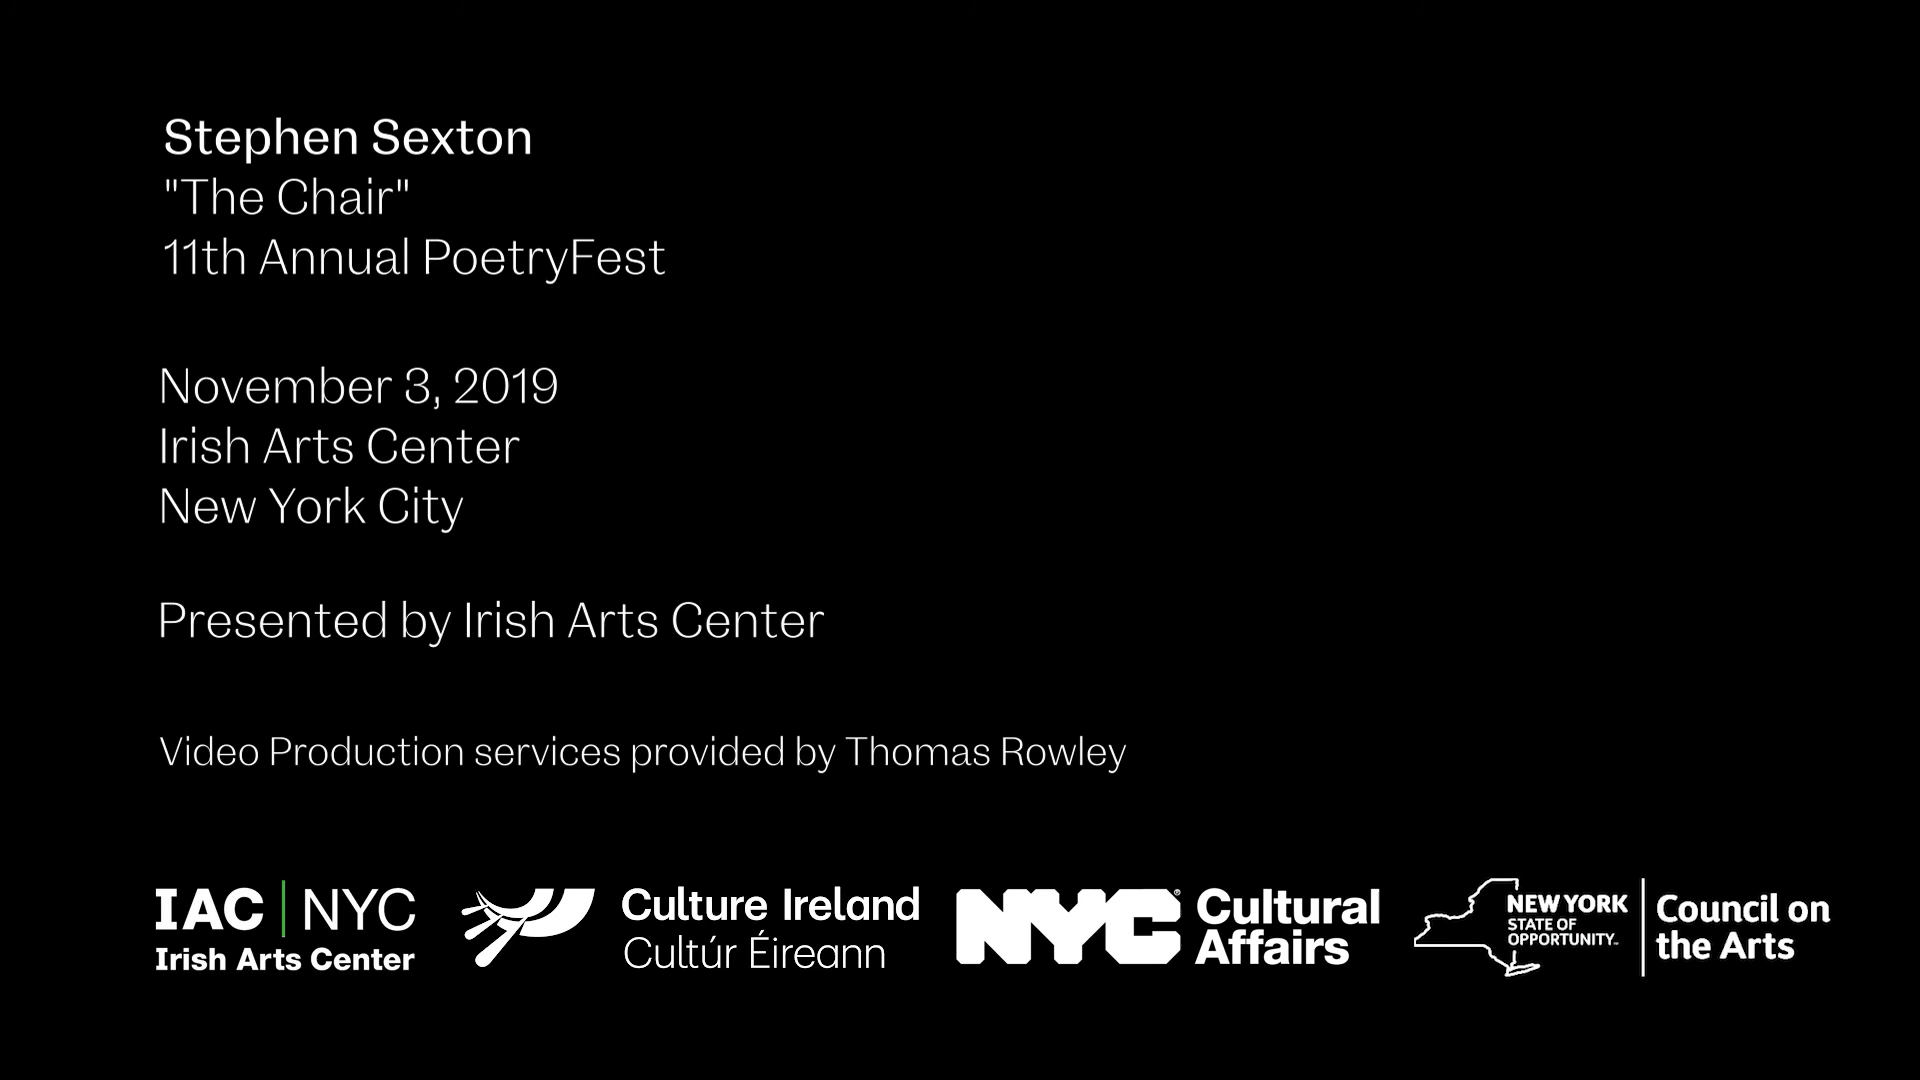 Stephen Sexton
"The Chair"
11th Annual PoetryFest
November 3, 2019
Irish Arts Center
New York City
Presented by Irish Arts Center
Video Production services provided by Thomas Rowley
IAC | NYC
Irish Arts Center
Culture Ireland
Cultúr Éireann
NYC®
Cultural
Affairs
NEW YORK
STATE OF
OPPORTUNITY™
Council on
the Arts